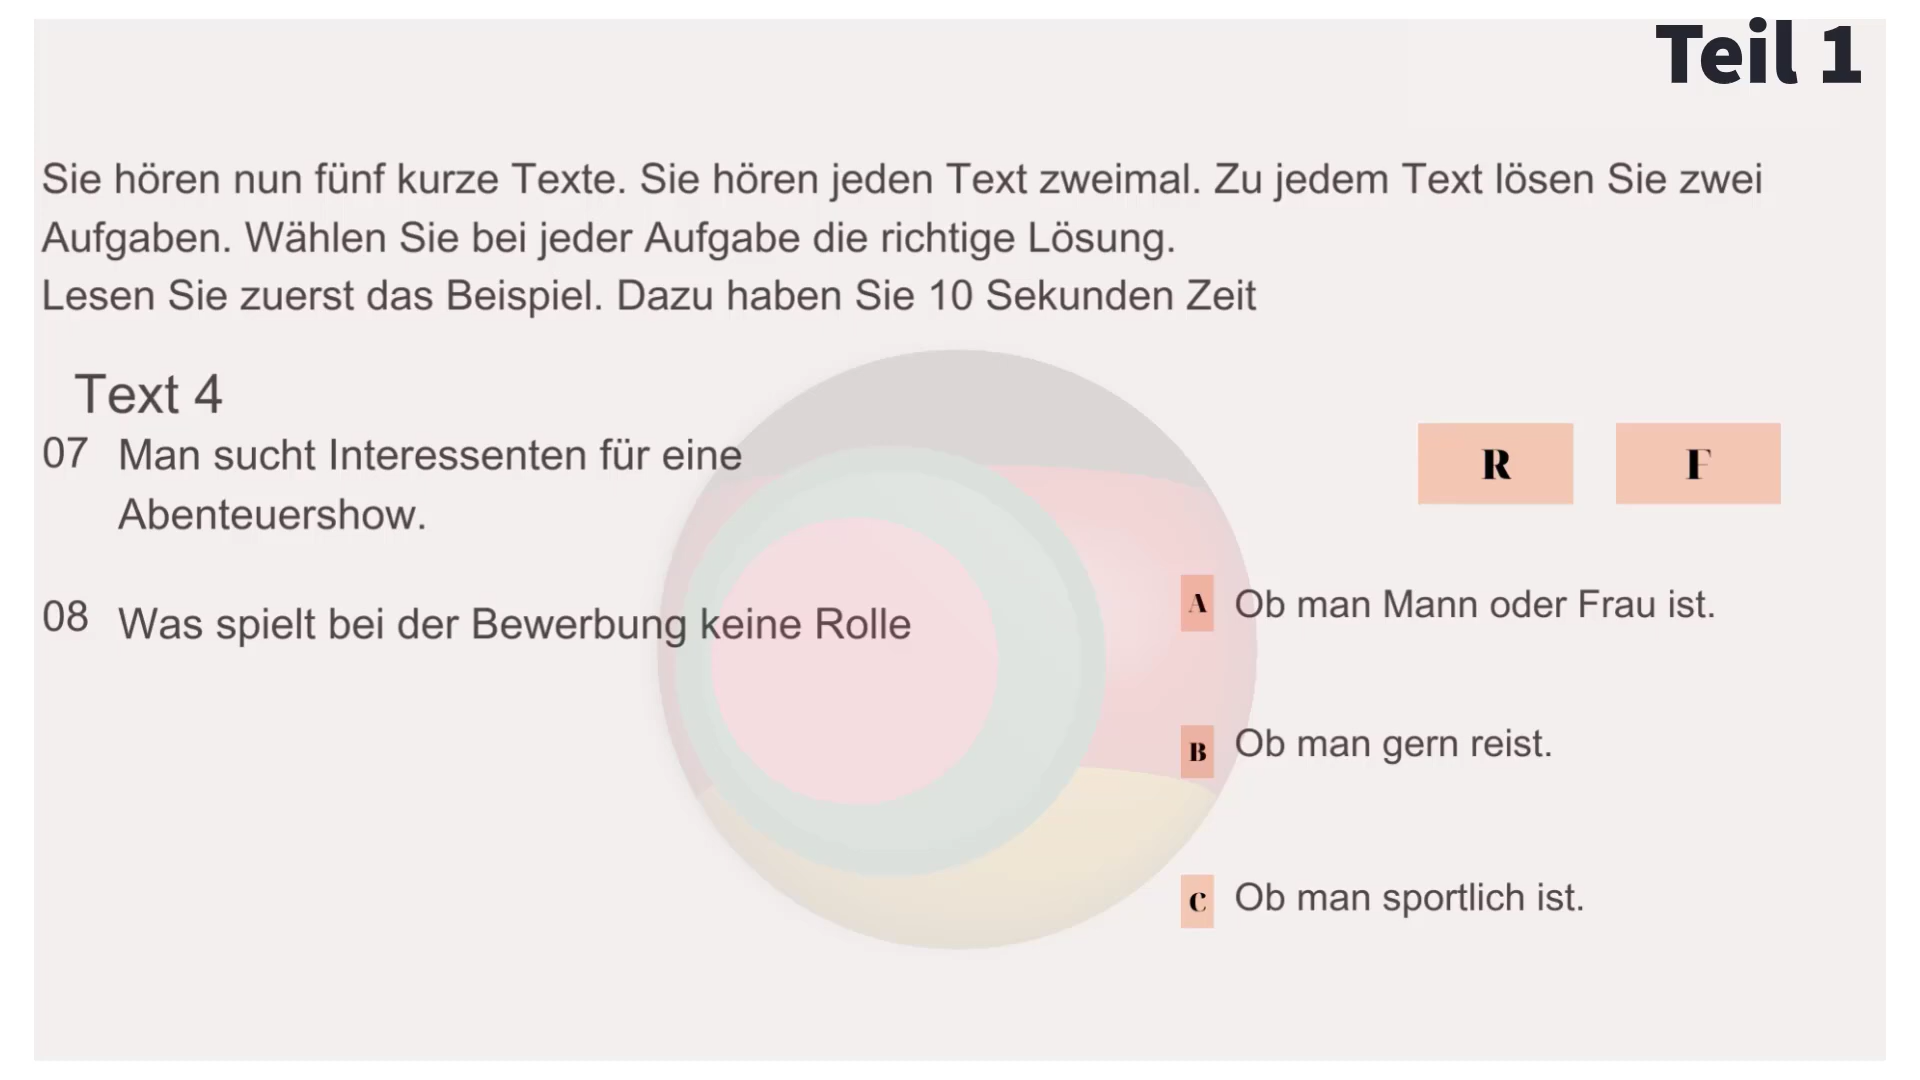 Teil 1
Sie hören nun fünf kurze Texte. Sie hören jeden Text zweimal. Zu jedem Text lösen Sie zwei
Aufgaben. Wählen Sie bei jeder Aufgabe die richtige Lösung.
Lesen Sie zuerst das Beispiel. Dazu haben Sie 10 Sekunden Zeit
Text 4
07 Man sucht Interessenten für eine
Abenteuershow.
R F
08 Was spielt bei der Bewerbung keine Rolle
A Ob man Mann oder Frau ist.
B Ob man gern reist.
C Ob man sportlich ist.